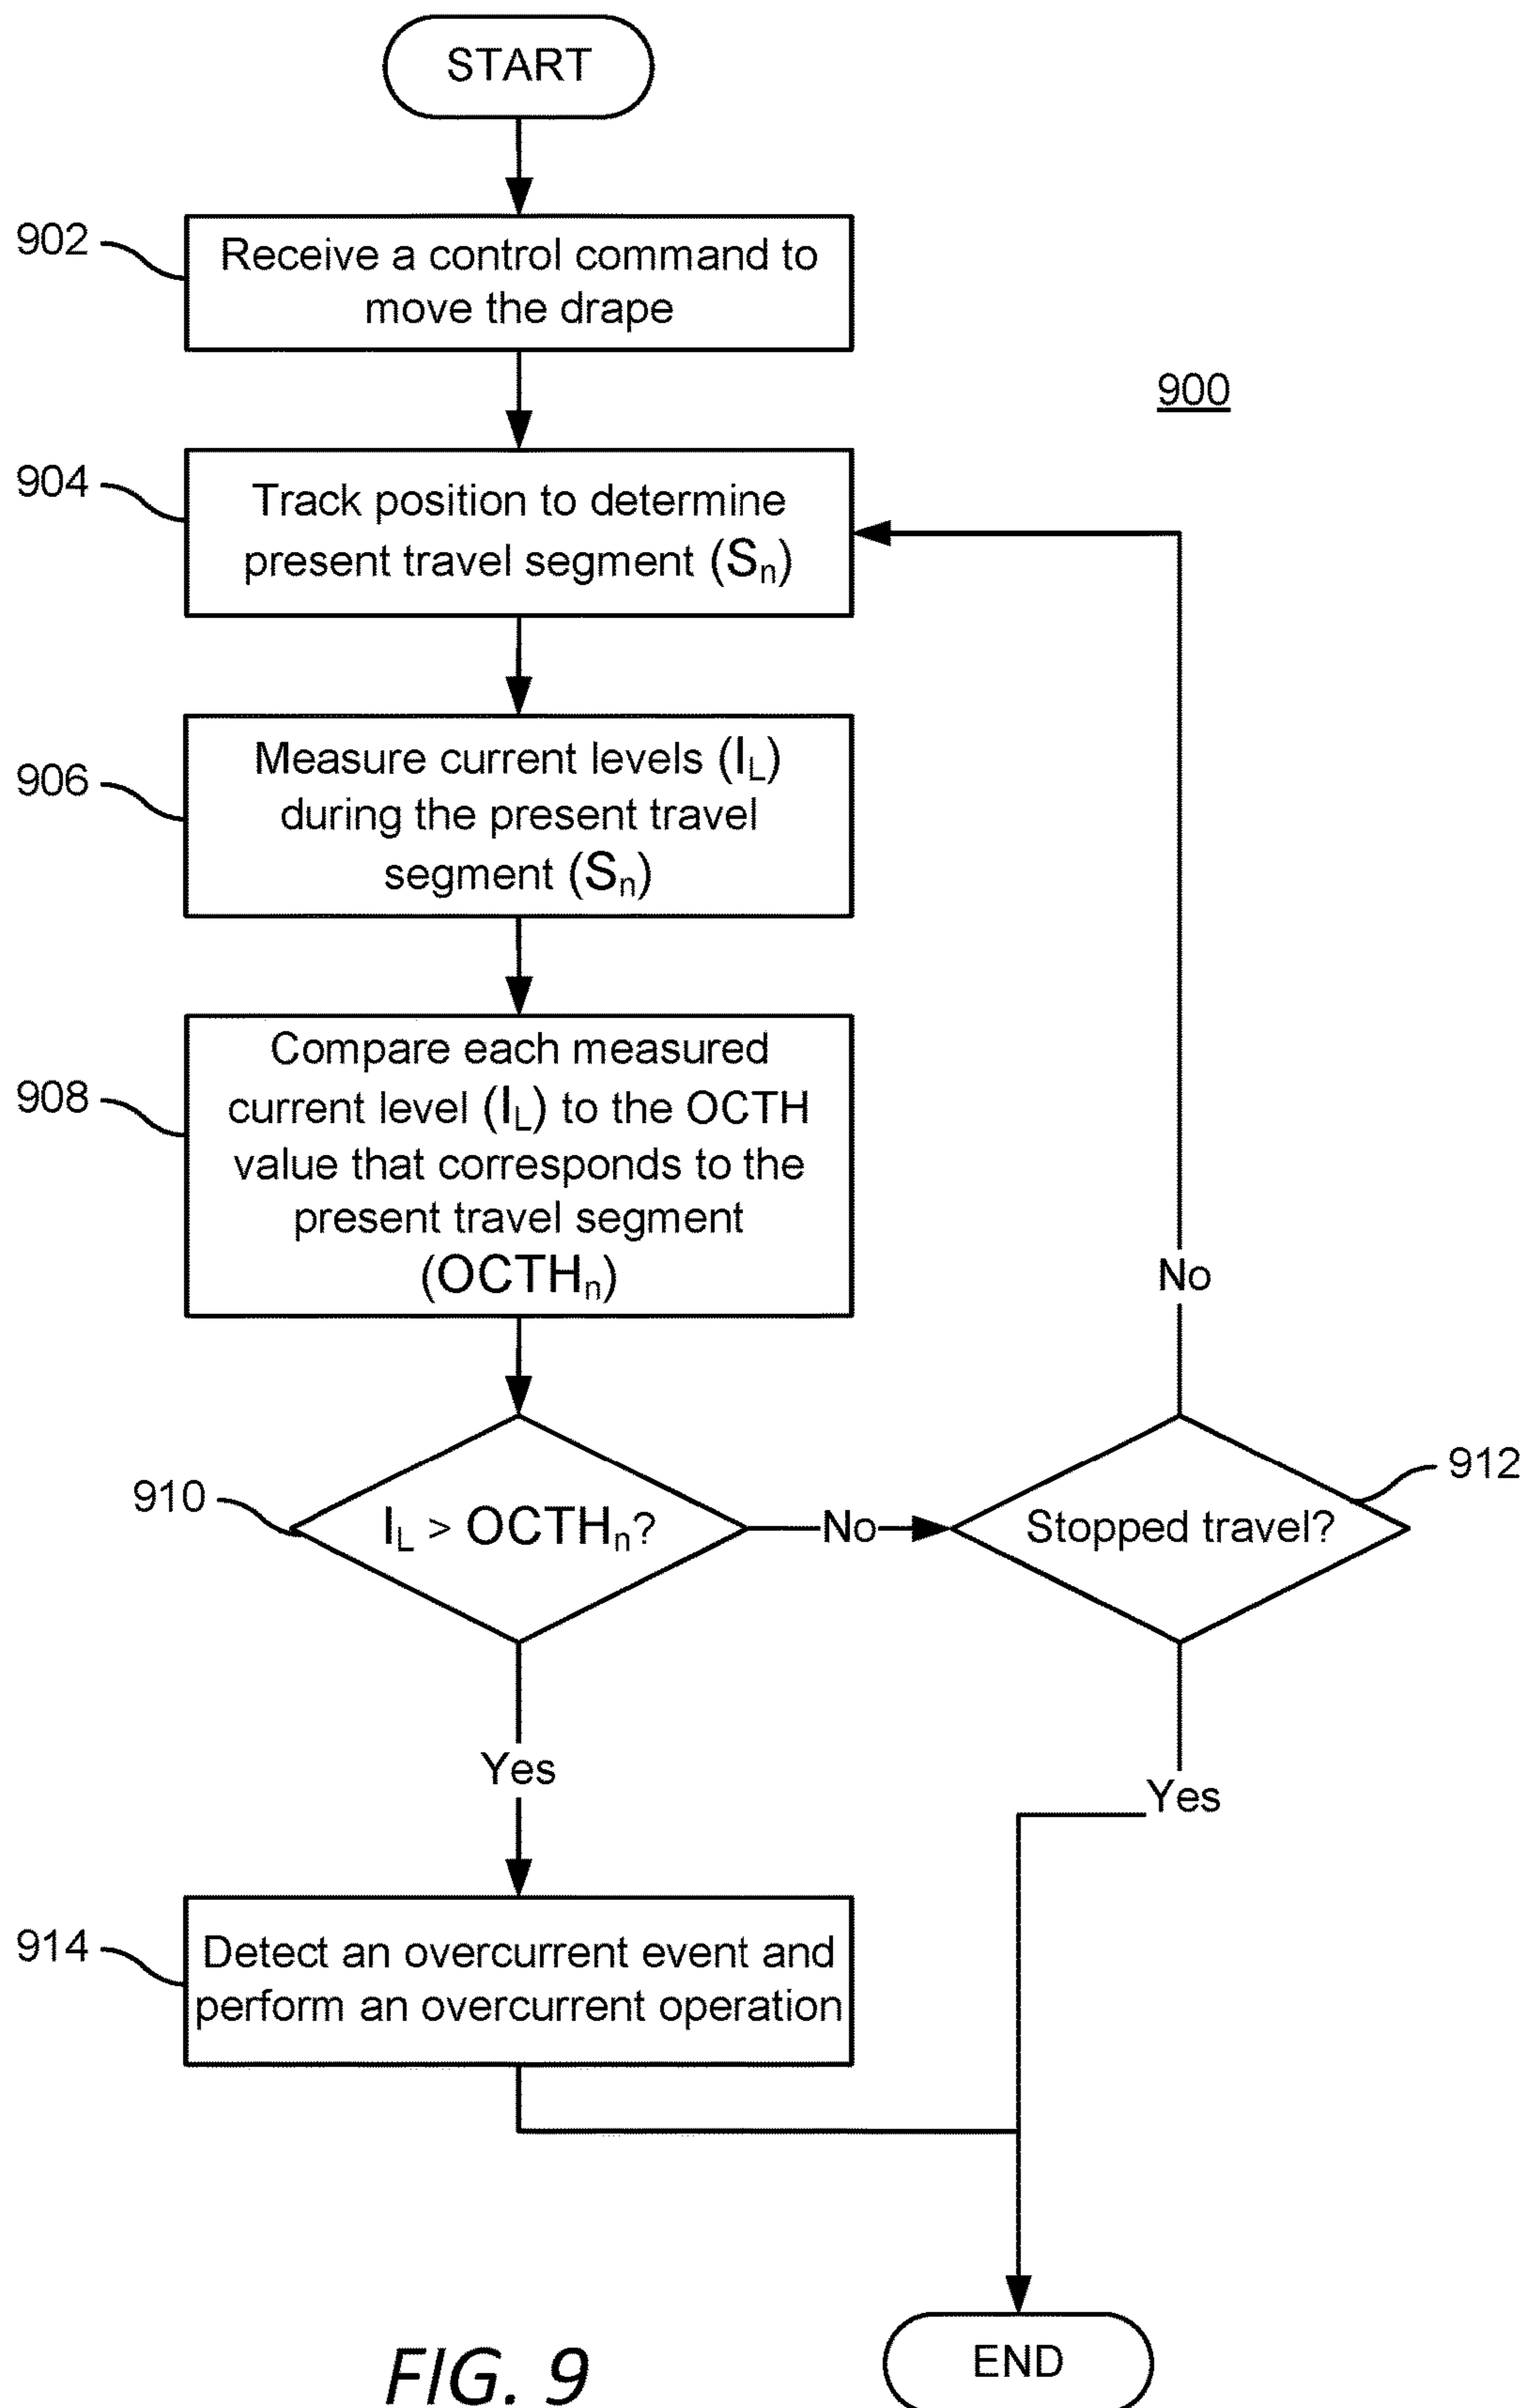 START
902
Receive a control command to
move the drape
900
904
Track position to determine
present travel segment (Sn)
906
Measure current levels (IL)
during the present travel
segment (Sn)
908
Compare each measured
current level (IL) to the OCTH
value that corresponds to the
present travel segment
(OCTHn)
No
910
IL > OCTHn?
No
Stopped travel?
912
Yes
Yes
914
Detect an overcurrent event and
perform an overcurrent operation
END
FIG. 9